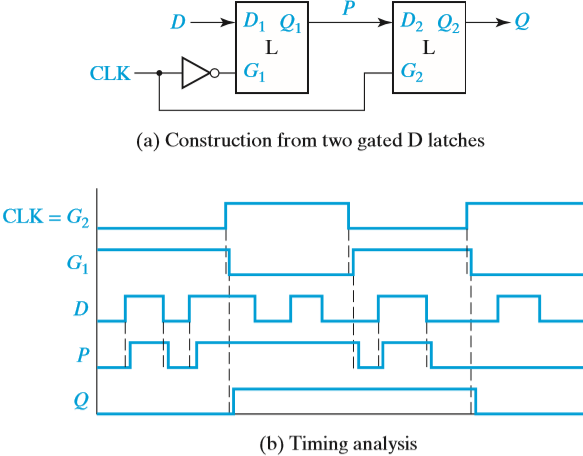 D D₁ Q₁ P D₂ Q₂ Q
L L
CLK G₁ G₂
(a) Construction from two gated D latches
CLK = G₂
G₁
D
P
Q
(b) Timing analysis